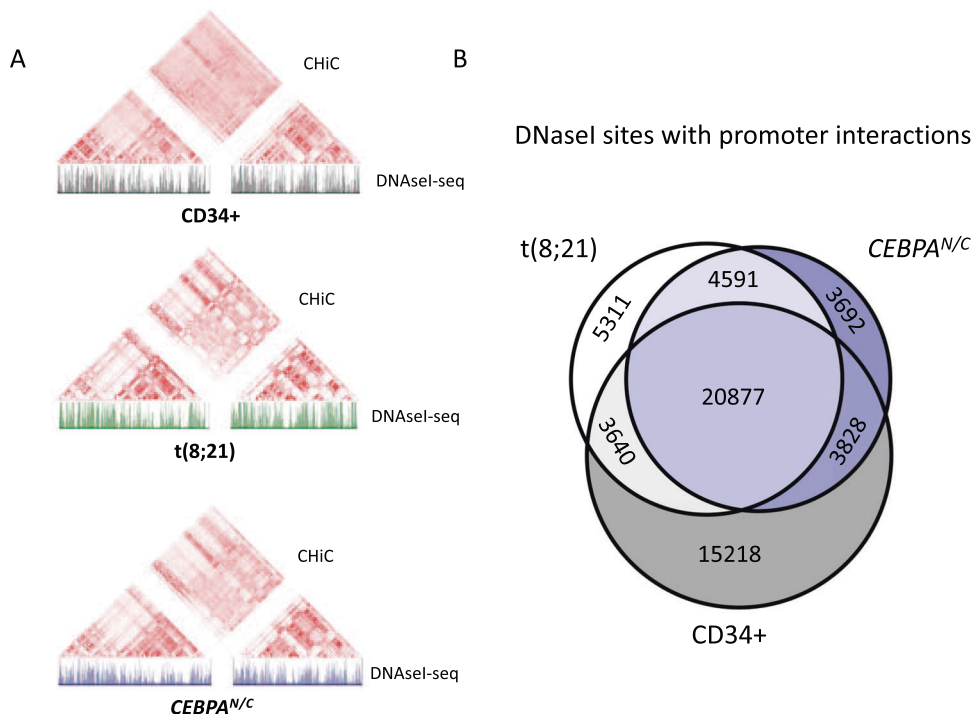 A
CHiC
DNAseI-seq
CD34+
CHiC
DNAseI-seq
t(8;21)
CHiC
DNAseI-seq
CEBPA^N/C
B
DNaseI sites with promoter interactions
t(8;21)
CEBPA^N/C
4591
5311
3692
20877
3640
3828
15218
CD34+